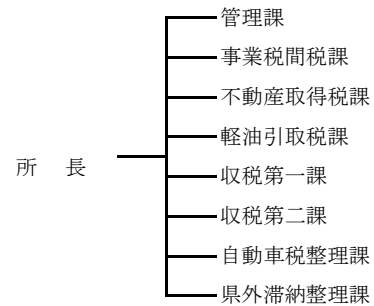 管理課
事業税間税課
不動産取得税課
軽油引取税課
所　長
収税第一課
収税第二課
自動車税整理課
県外滞納整理課